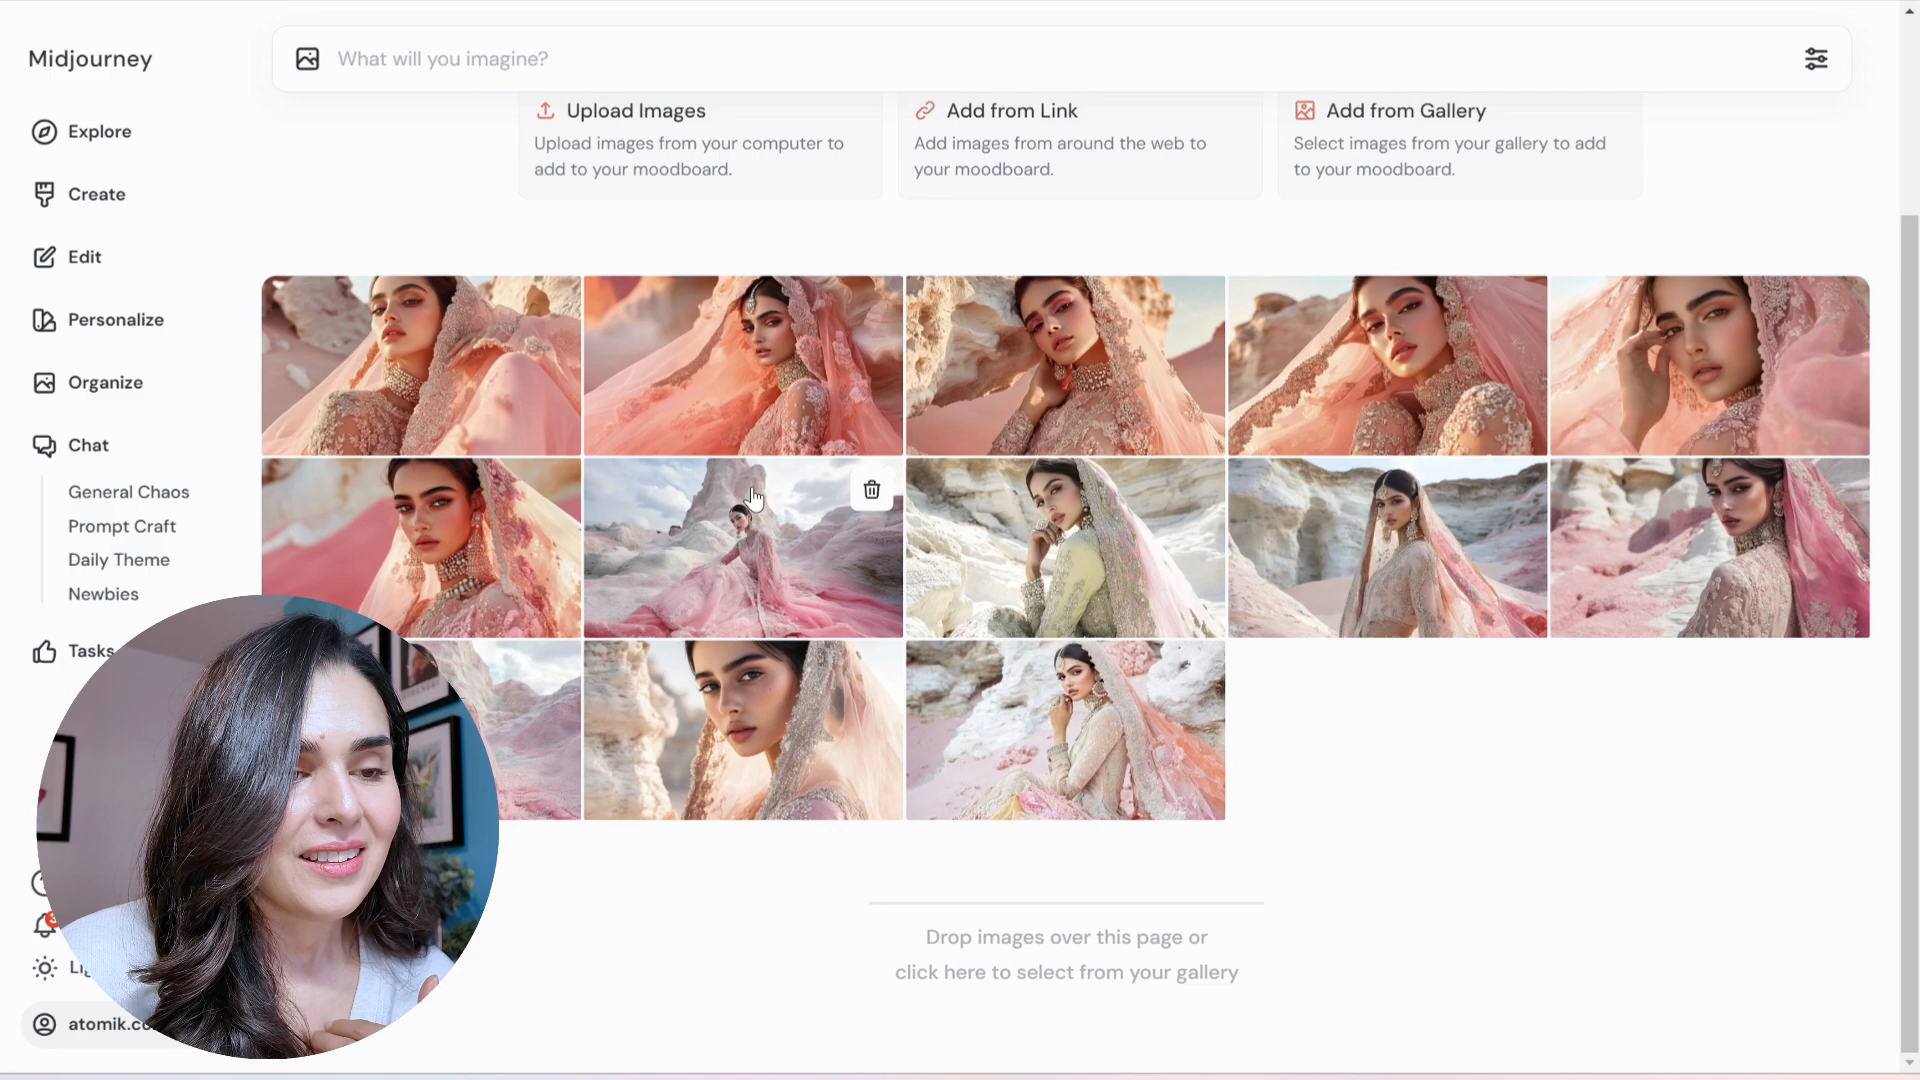 Midjourney
What will you imagine?
Explore
Create
Edit
Personalize
Organize
Chat
General Chaos
Prompt Craft
Daily Theme
Newbies
Tasks
Upload Images
Upload images from your computer to
add to your moodboard.
Add from Link
Add images from around the web to
your moodboard.
Add from Gallery
Select images from your gallery to add
to your moodboard.
Drop images over this page or
click here to select from your gallery